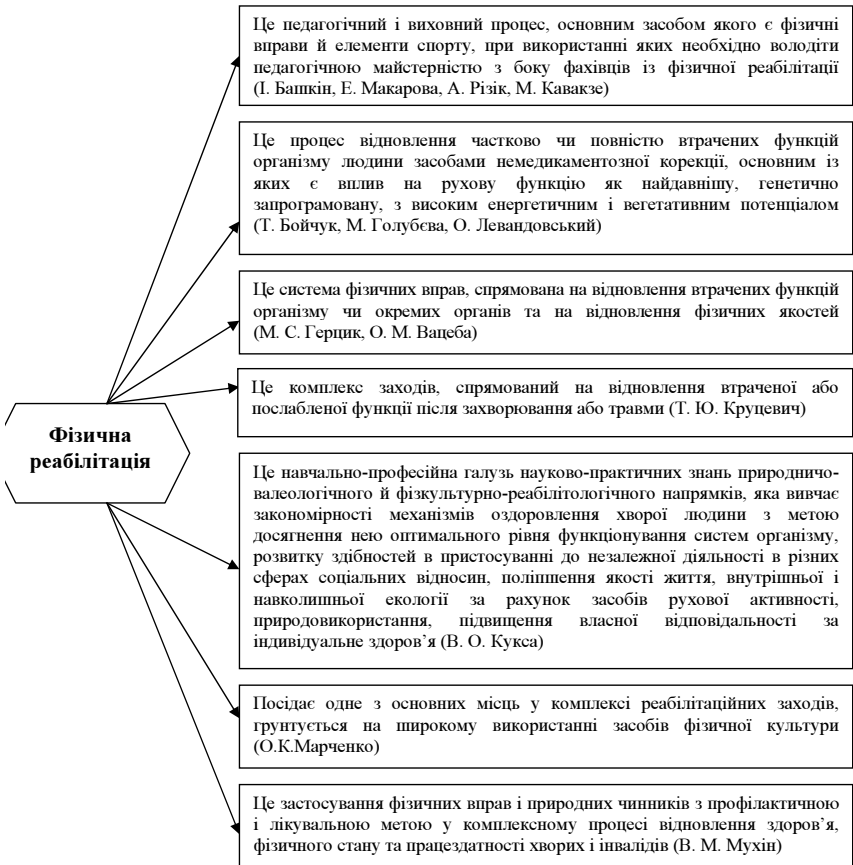 Це педагогічний і виховний процес, основним засобом якого є фізичні
вправи й елементи спорту, при використанні яких необхідно володіти
педагогічною майстерністю з боку фахівців із фізичної реабілітації
(І. Башкін, Е. Макарова, А. Різік, М. Кавакзе)
Це процес відновлення частково чи повністю втрачених функцій
організму людини засобами немедикаментозної корекції, основним із
яких є вплив на рухову функцію як найдавнішу, генетично
запрограмовану, з високим енергетичним і вегетативним потенціалом
(Т. Бойчук, М. Голубєва, О. Левандовський)
Це система фізичних вправ, спрямована на відновлення втрачених функцій
організму чи окремих органів та на відновлення фізичних якостей
(М. С. Герцик, О. М. Вацеба)
Це комплекс заходів, спрямований на відновлення втраченої або
послабленої функції після захворювання або травми (Т. Ю. Круцевич)
Фізична
реабілітація
Це навчально-професійна галузь науково-практичних знань природничо-
валеологічного й фізкультурно-реабілітологічного напрямків, яка вивчає
закономірності механізмів оздоровлення хворої людини з метою
досягнення нею оптимального рівня функціонування систем організму,
розвитку здібностей в пристосуванні до незалежної діяльності в різних
сферах соціальних відносин, поліпшення якості життя, внутрішньої і
навколишньої екології за рахунок засобів рухової активності,
природовикористання, підвищення власної відповідальності за
індивідуальне здоров’я (В. О. Кукса)
Посідає одне з основних місць у комплексі реабілітаційних заходів,
грунтується на широкому використанні засобів фізичної культури
(О.К.Марченко)
Це застосування фізичних вправ і природних чинників з профілактичною
і лікувальною метою у комплексному процесі відновлення здоров’я,
фізичного стану та працездатності хворих і інвалідів (В. М. Мухін)